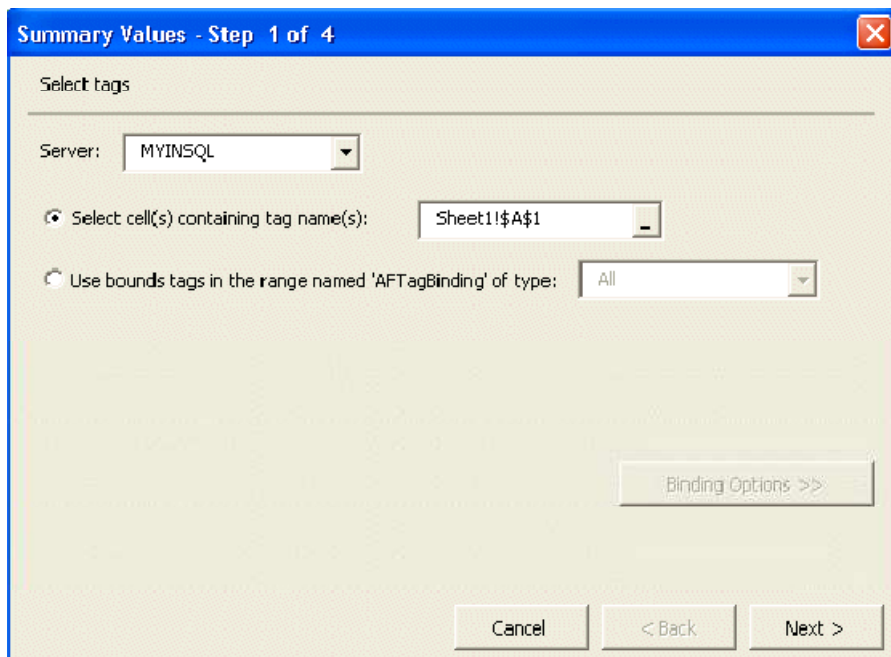 Summary Values - Step 1 of 4
Select tags
Server: MYINSQL
Select cell(s) containing tag name(s): Sheet1!$A$1
Use bounds tags in the range named 'AFTagBinding' of type: All
Binding Options >>
Cancel < Back Next >